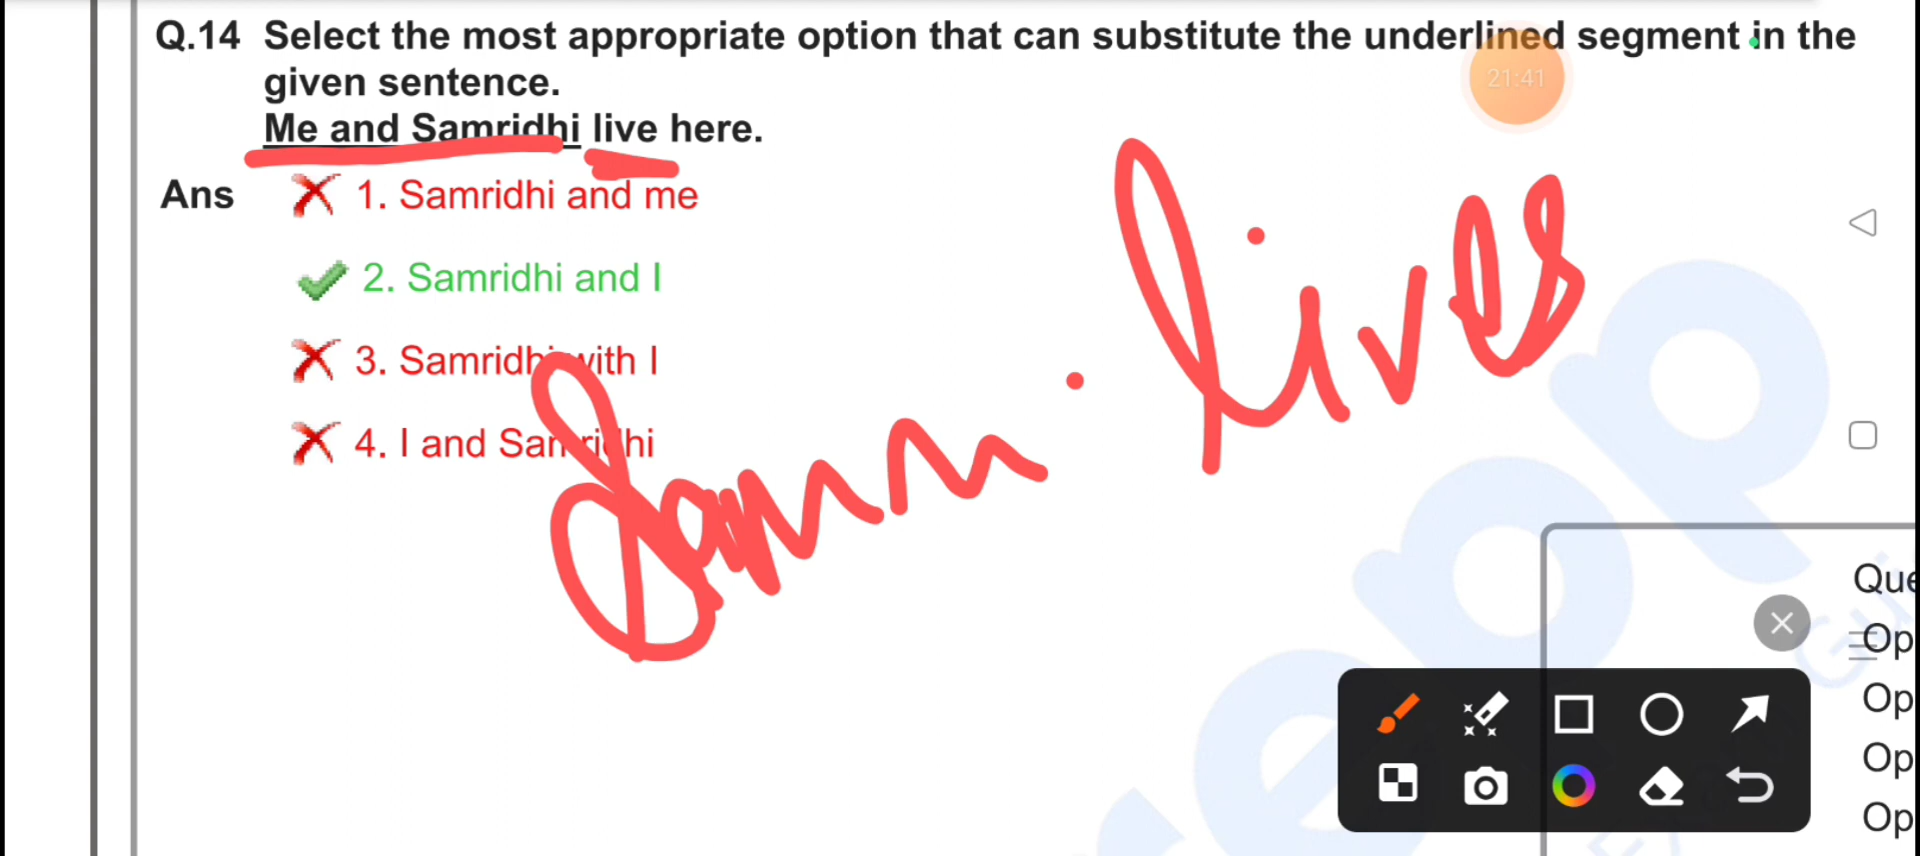 Q.14 Select the most appropriate option that can substitute the underlined segment in the
given sentence.
21:41
Me and Samridhi live here.
Ans 1. Samridhi and me
2. Samridhi and I
3. Samridhi with I
4. I and Samridhi
lives
Que
Op
Op
Op
Op